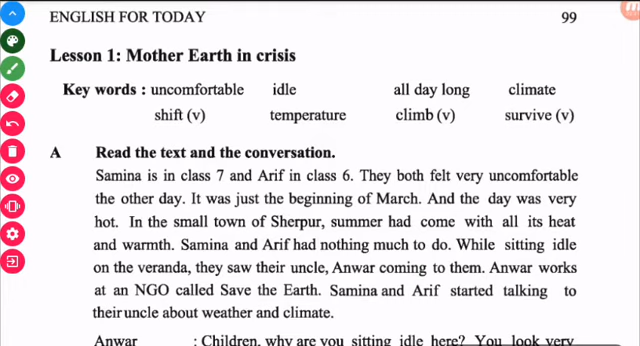 ENGLISH FOR TODAY 99
Lesson 1: Mother Earth in crisis
Key words : uncomfortable idle all day long climate
shift (v) temperature climb (v) survive (v)
A Read the text and the conversation.
Samina is in class 7 and Arif in class 6. They both felt very uncomfortable
the other day. It was just the beginning of March. And the day was very
hot. In the small town of Sherpur, summer had come with all its heat
and warmth. Samina and Arif had nothing much to do. While sitting idle
on the veranda, they saw their uncle, Anwar coming to them. Anwar works
at an NGO called Save the Earth. Samina and Arif started talking to
their uncle about weather and climate.
Anwar : Children, why are you sitting idle here? You look very